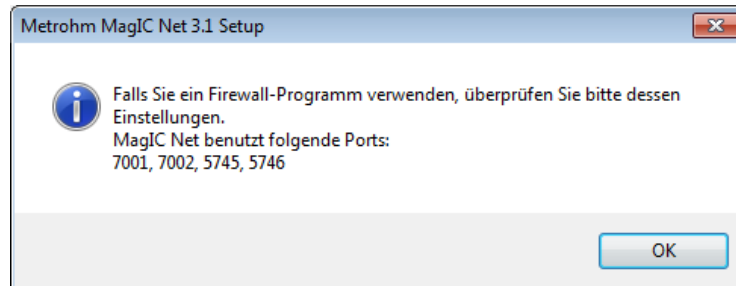 Metrohm MagIC Net 3.1 Setup
Falls Sie ein Firewall-Programm verwenden, überprüfen Sie bitte dessen
Einstellungen.
MagIC Net benutzt folgende Ports:
7001, 7002, 5745, 5746
OK